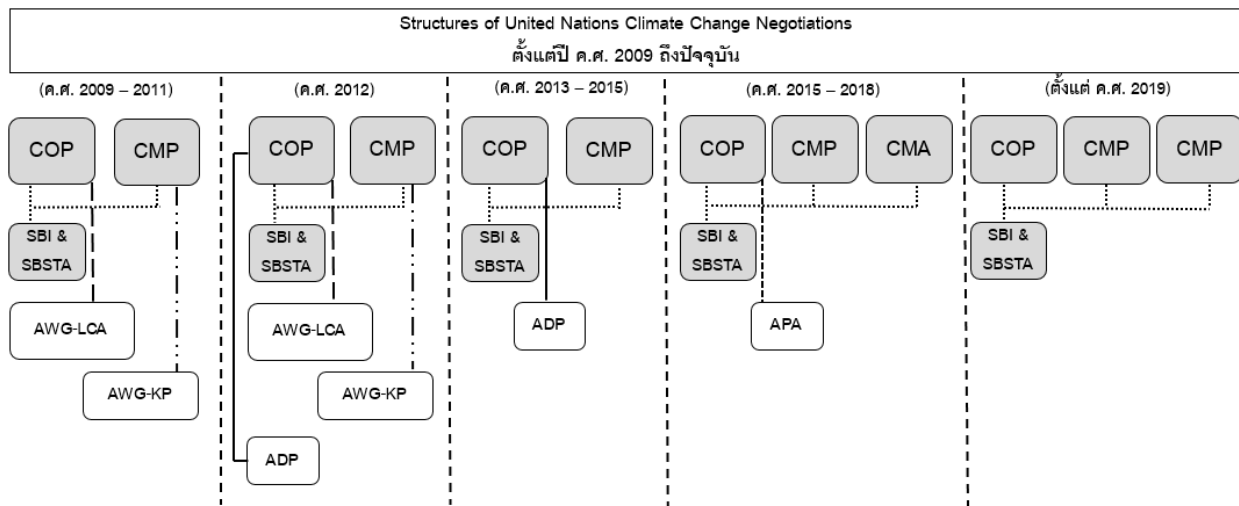 Structures of United Nations Climate Change Negotiations
ตั้งแต่ปี ค.ศ. 2009 ถึงปัจจุบัน
(ค.ศ. 2009 – 2011)
COP
CMP
SBI &
SBSTA
AWG-LCA
AWG-KP
(ค.ศ. 2012)
COP
CMP
SBI &
SBSTA
AWG-LCA
AWG-KP
ADP
(ค.ศ. 2013 – 2015)
COP
CMP
SBI &
SBSTA
ADP
(ค.ศ. 2015 – 2018)
COP
CMP
CMA
SBI &
SBSTA
APA
(ตั้งแต่ ค.ศ. 2019)
COP
CMP
CMP
SBI &
SBSTA